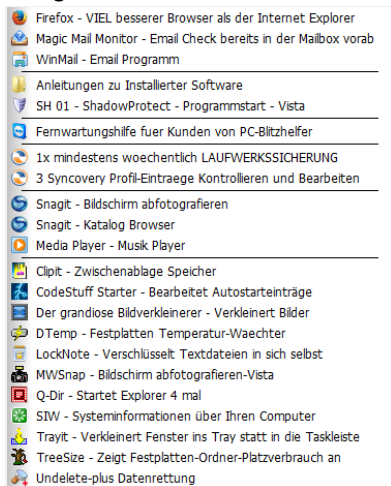 Firefox - VIEL besserer Browser als der Internet Explorer
Magic Mail Monitor - Email Check bereits in der Mailbox vorab
WinMail - Email Programm
Anleitungen zu Installierter Software
SH 01 - ShadowProtect - Programmstart - Vista
Fernwartungshilfe fuer Kunden von PC-Blitzhelfer
1x mindestens woechentlich LAUFWERKSSICHERUNG
3 Syncovery Profil-Eintraege Kontrollieren und Bearbeiten
Snagit - Bildschirm abfotografieren
Snagit - Katalog Browser
Media Player - Musik Player
Clipit - Zwischenablage Speicher
CodeStuff Starter - Bearbeitet Autostarteinträge
Der grandiose Bildverkleinerer - Verkleinert Bilder
DTemp - Festplatten Temperatur-Waechter
LockNote - Verschlüsselt Textdateien in sich selbst
MWSnap - Bildschirm abfotografieren-Vista
Q-Dir - Startet Explorer 4 mal
SIW - Systeminformationen über Ihren Computer
Trayit - Verkleinert Fenster ins Tray statt in die Taskleiste
TreeSize - Zeigt Festplatten-Ordner-Platzverbrauch an
Undelete-plus Datenrettung